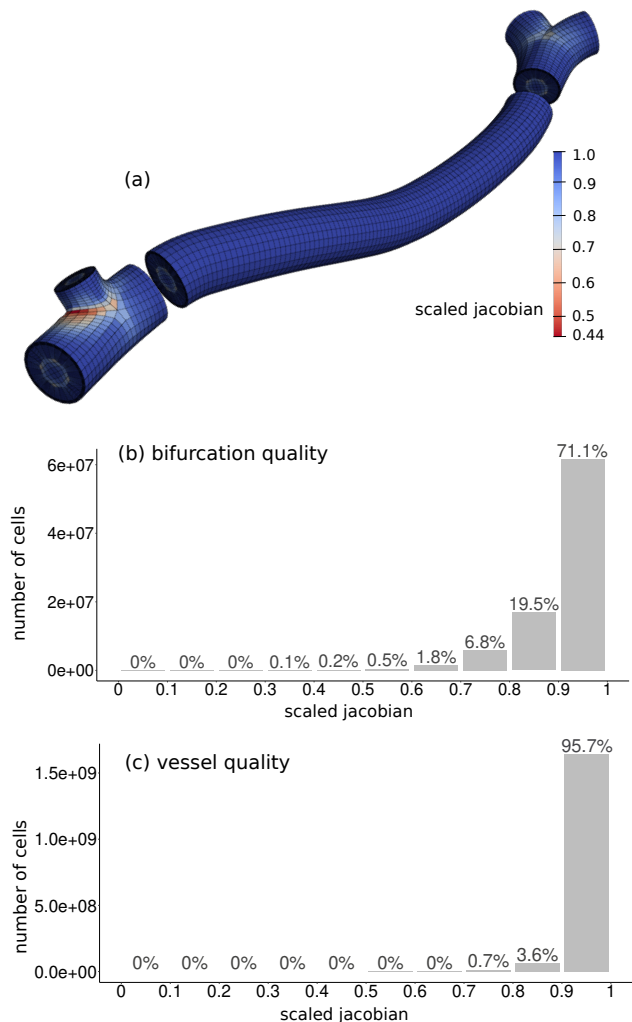 (a)
1.0
0.9
0.8
0.7
0.6
scaled jacobian
0.5
0.44
(b) bifurcation quality
number of cells
6e+07
4e+07
2e+07
0e+00
0% 0% 0% 0.1% 0.2% 0.5% 1.8% 6.8% 19.5% 71.1%
0 0.1 0.2 0.3 0.4 0.5 0.6 0.7 0.8 0.9 1
scaled jacobian
(c) vessel quality
number of cells
1.5e+09
1.0e+09
5.0e+08
0.0e+00
0% 0% 0% 0% 0% 0% 0% 0.7% 3.6% 95.7%
0 0.1 0.2 0.3 0.4 0.5 0.6 0.7 0.8 0.9 1
scaled jacobian